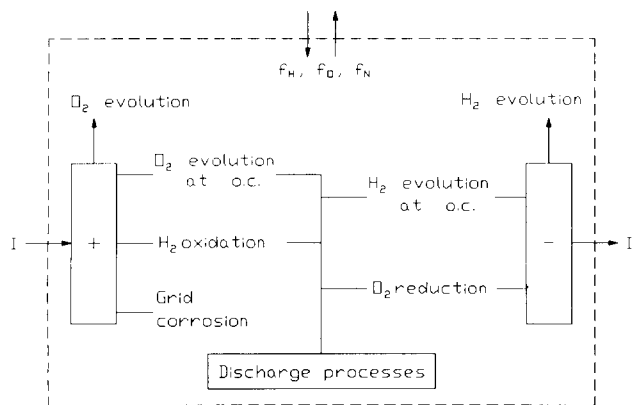 f_H, f_O, f_N
O₂ evolution
H₂ evolution
O₂ evolution
at o.c.
H₂ evolution
at o.c.
I
+
H₂ oxidation
−
I
O₂ reduction
Grid
corrosion
Discharge processes